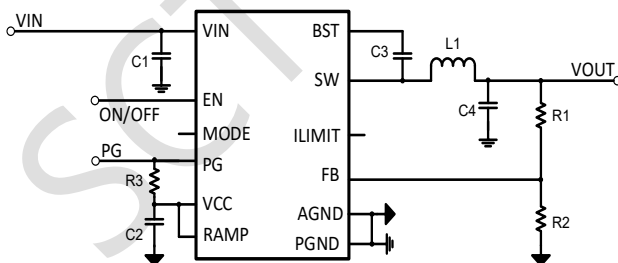 VIN
VIN
BST
C3
L1
C1
SW
VOUT
EN
C4
R1
ON/OFF
MODE
ILIMIT
PG
PG
R3
FB
VCC
AGND
R2
C2
RAMP
PGND
SCT